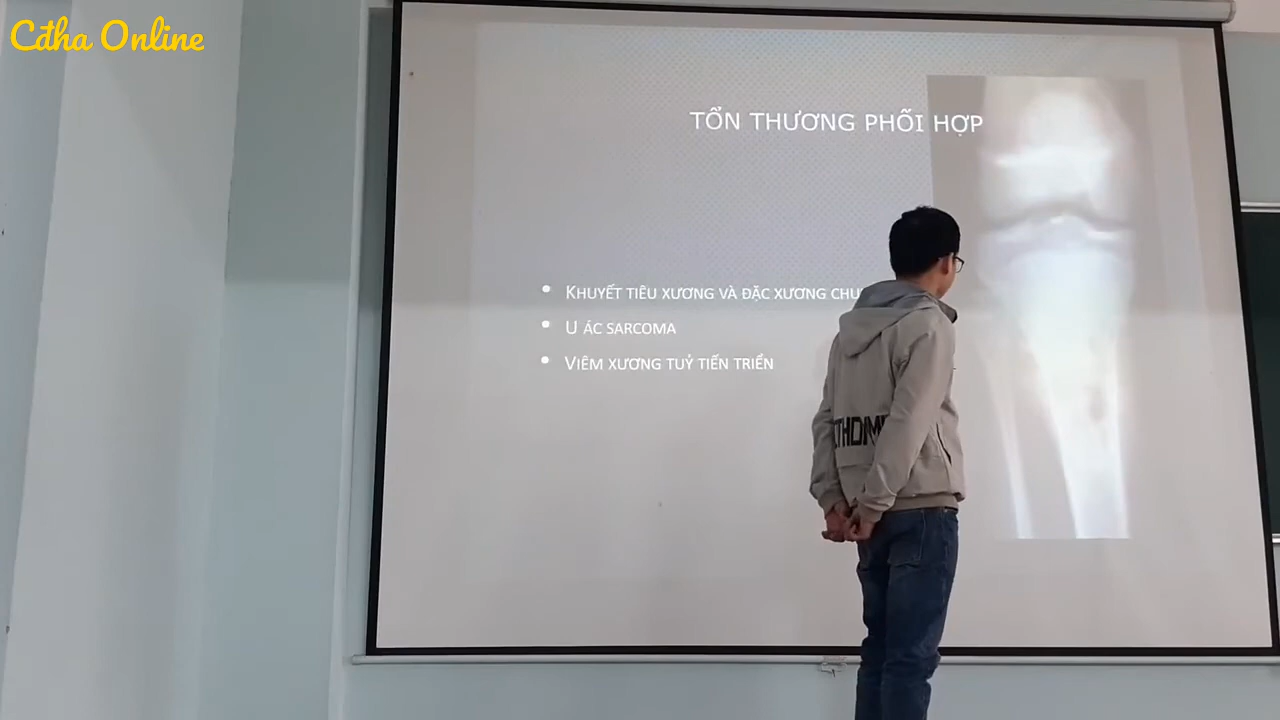 Cđha Online
TỔN THƯƠNG PHỐI HỢP
• KHUYẾT TIÊU XƯƠNG VÀ ĐẶC XƯƠNG
• U ÁC SARCOMA
• VIÊM XƯƠNG TUỶ TIẾN TRIỂN